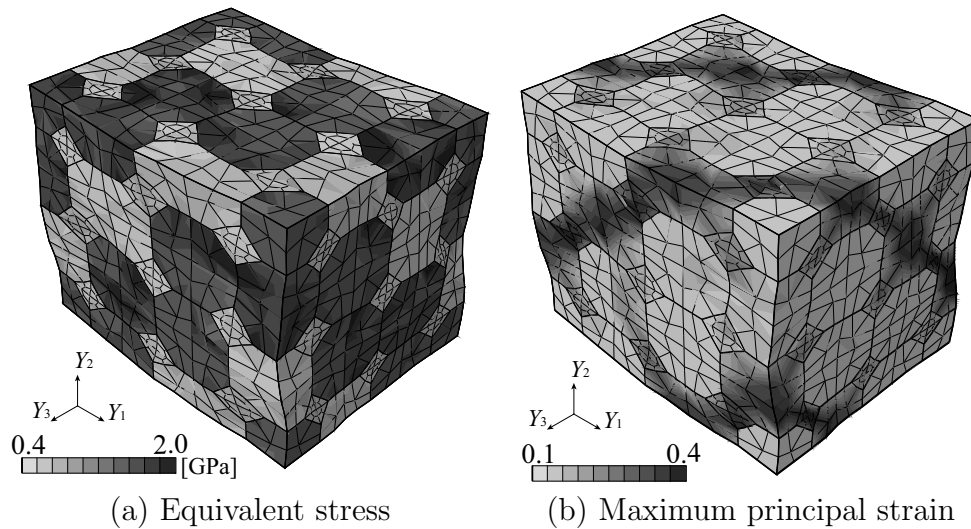 Y2
Y3 Y1
0.4 2.0
[GPa]
(a) Equivalent stress
Y2
Y3 Y1
0.1 0.4
(b) Maximum principal strain